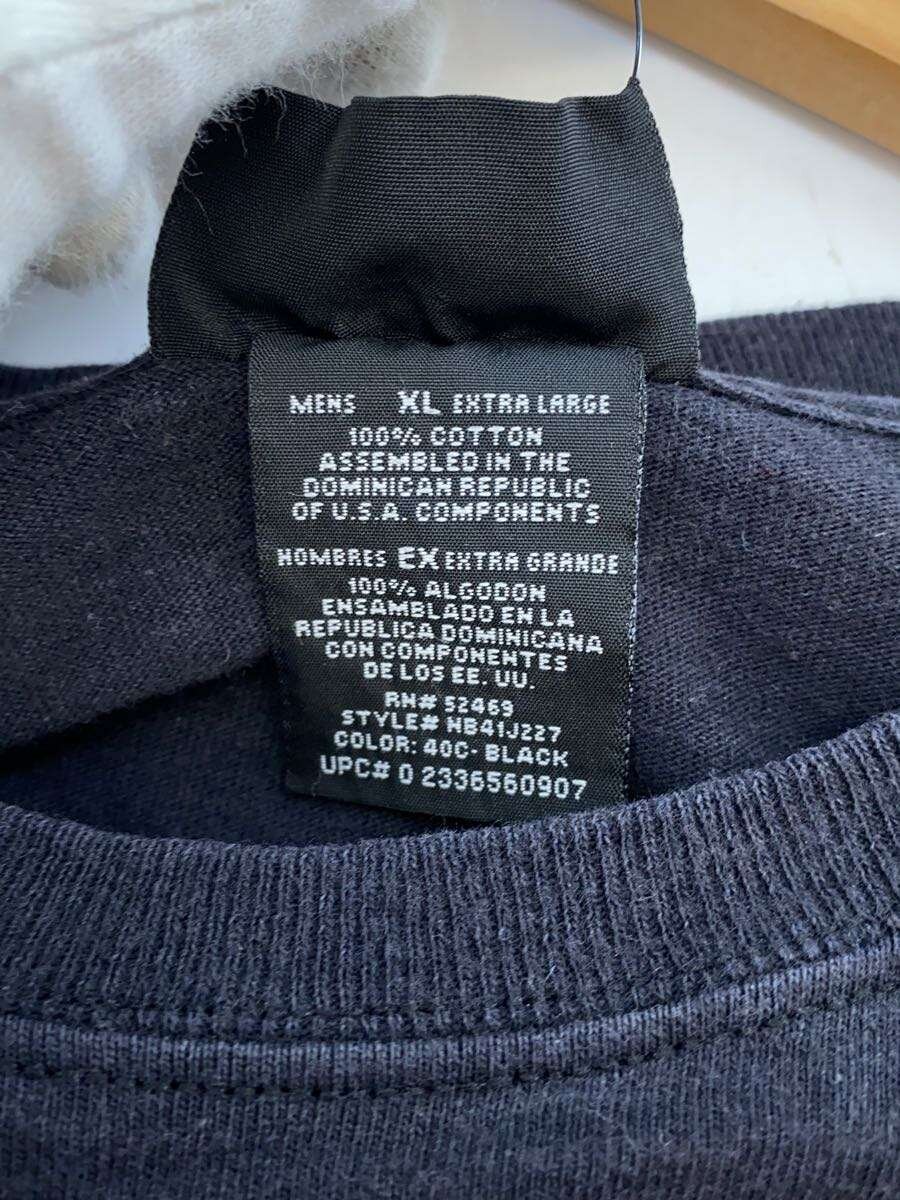 MENS XL EXTRA LARGE
100% COTTON
ASSEMBLED IN THE
DOMINICAN REPUBLIC
OF U.S.A. COMPONENTS
HOMBRES EX EXTRA GRANDE
100% ALGODON
ENSAMBLADO EN LA
REPUBLICA DOMINICANA
CON COMPONENTES
DE LOS EE. UU.
RN# 52469
STYLE# NB41J227
COLOR: 40C- BLACK
UPC# 0 2336560907